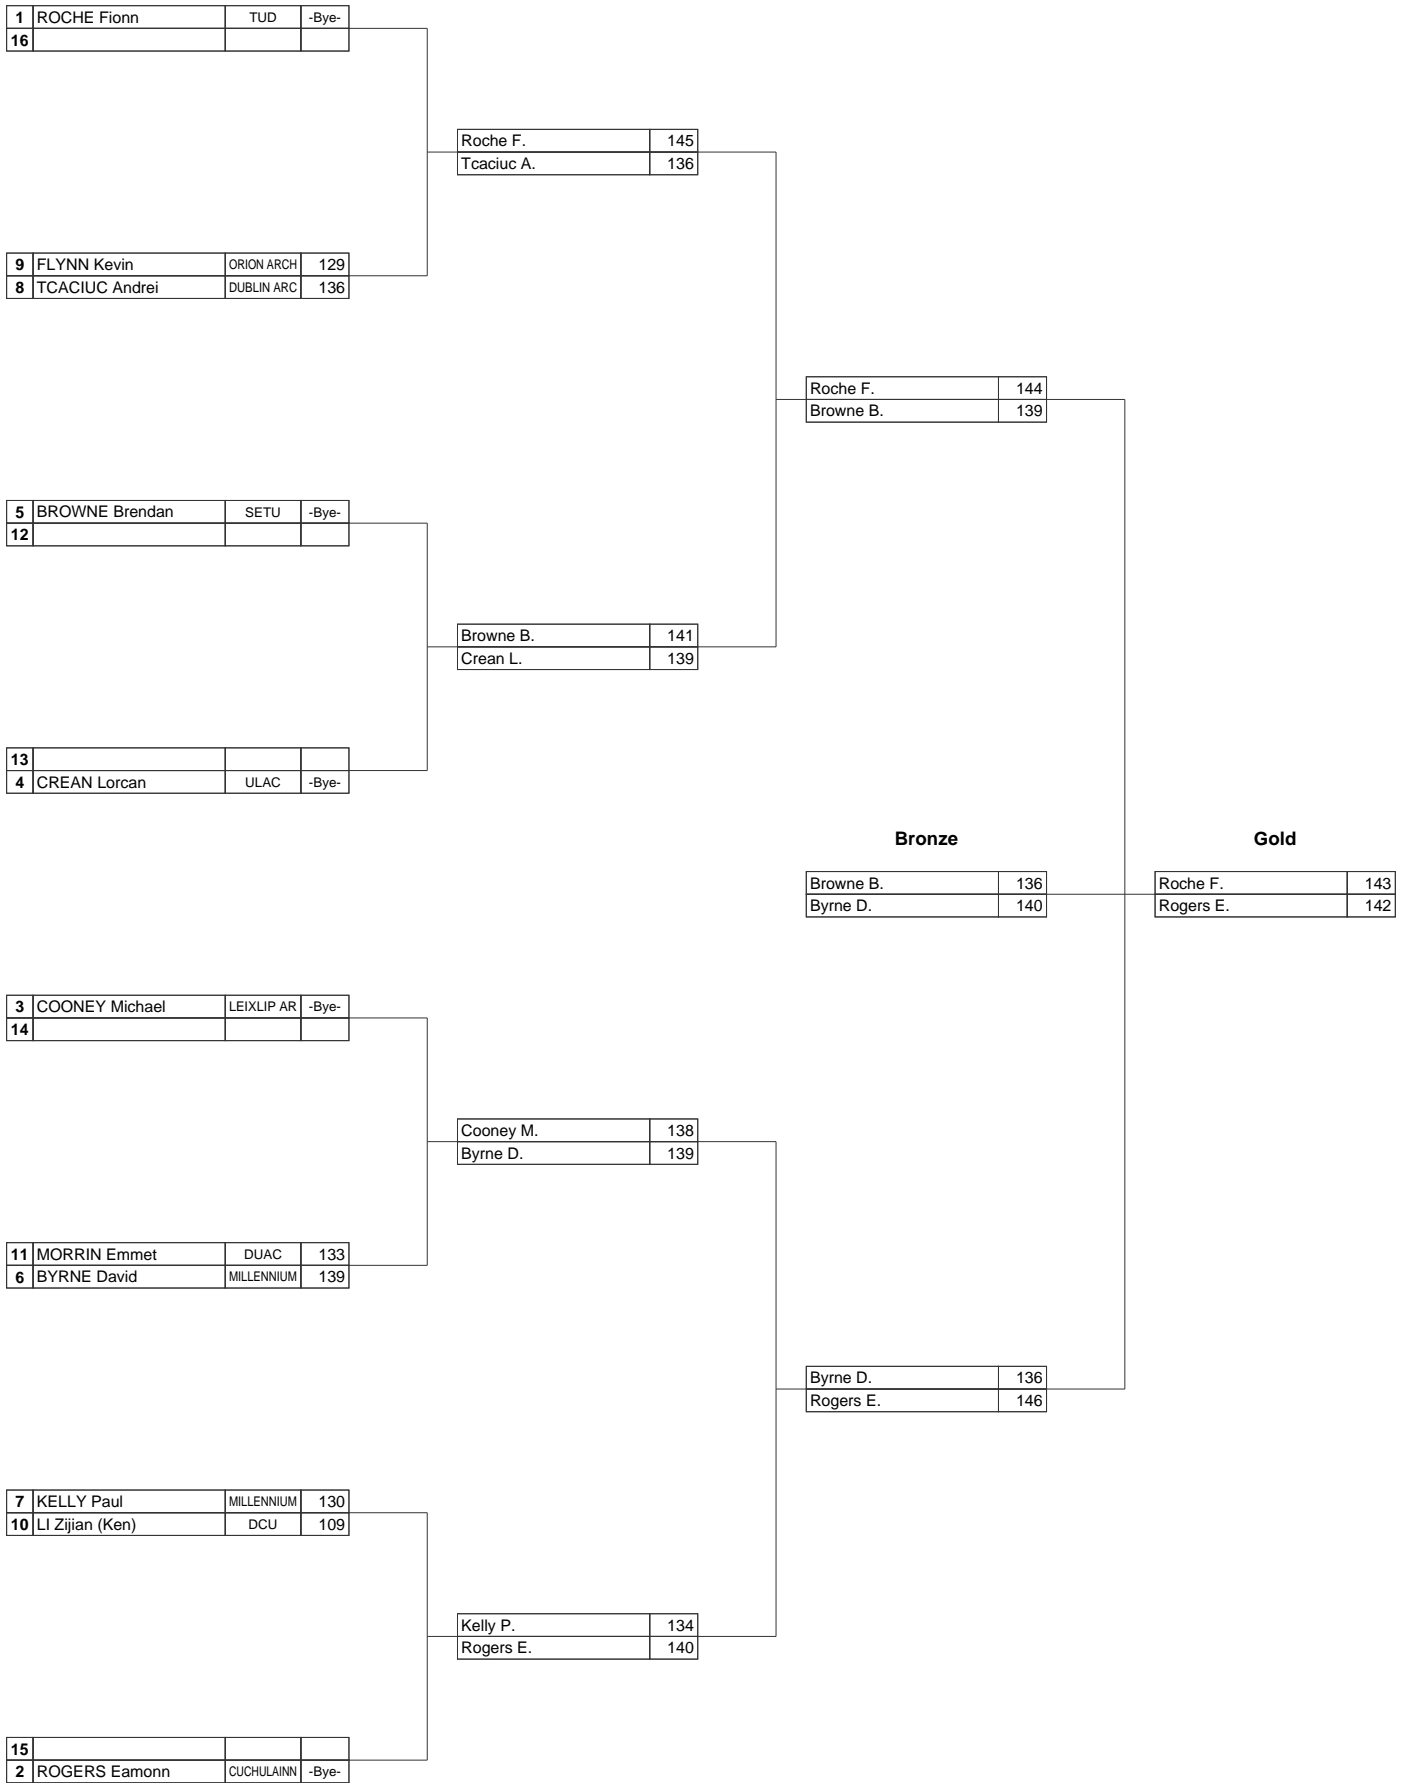 1 ROCHE Fionn TUD -Bye-
16
Roche F. 145
Tcaciuc A. 136
9 FLYNN Kevin ORION ARCH 129
8 TCACIUC Andrei DUBLIN ARC 136
Roche F. 144
Browne B. 139
5 BROWNE Brendan SETU -Bye-
12
Browne B. 141
Crean L. 139
13
4 CREAN Lorcan ULAC -Bye-
Bronze Gold
Browne B. 136 Roche F. 143
Byrne D. 140 Rogers E. 142
3 COONEY Michael LEIXLIP AR -Bye-
14
Cooney M. 138
Byrne D. 139
11 MORRIN Emmet DUAC 133
6 BYRNE David MILLENNIUM 139
Byrne D. 136
Rogers E. 146
7 KELLY Paul MILLENNIUM 130
10 LI Zijian (Ken) DCU 109
Kelly P. 134
Rogers E. 140
15
2 ROGERS Eamonn CUCHULAINN -Bye-